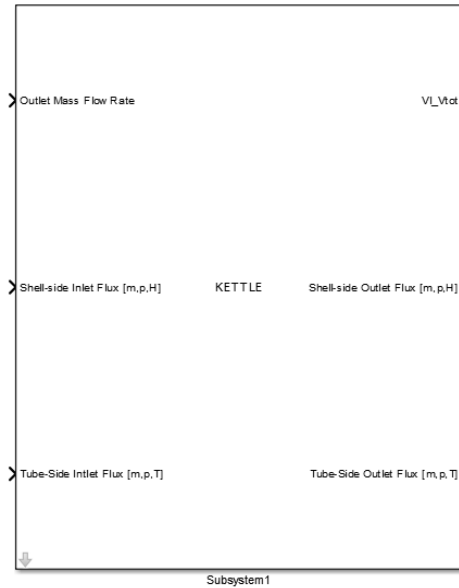 Outlet Mass Flow Rate
Vl_Vtot
Shell-side Inlet Flux [m,p,H]
KETTLE
Shell-side Outlet Flux [m,p,H]
Tube-Side Intlet Flux [m,p,T]
Tube-Side Outlet Flux [m,p,T]
Subsystem1